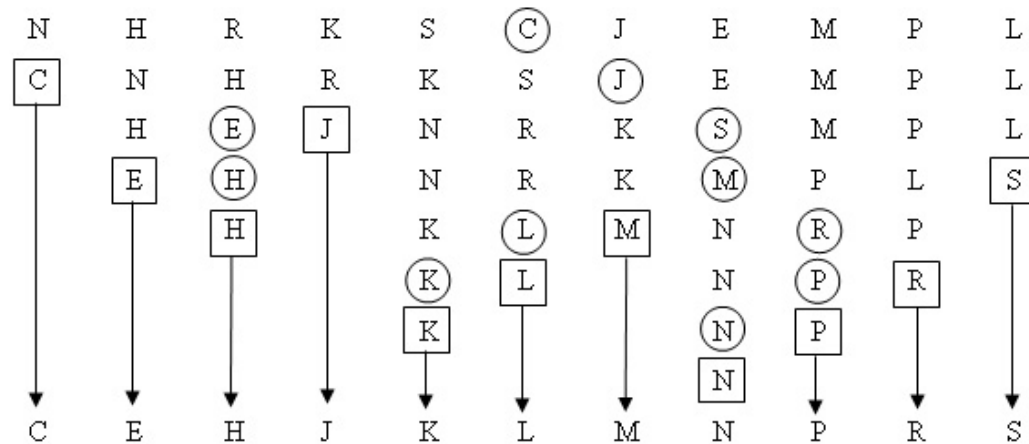 N H R K S C J E M P L
C N H R K S J E M P L
H E J N R K S M P L
E H N R K M P L S
H K L M N R P
K L N P R
K N P
N
C E H J K L M N P R S